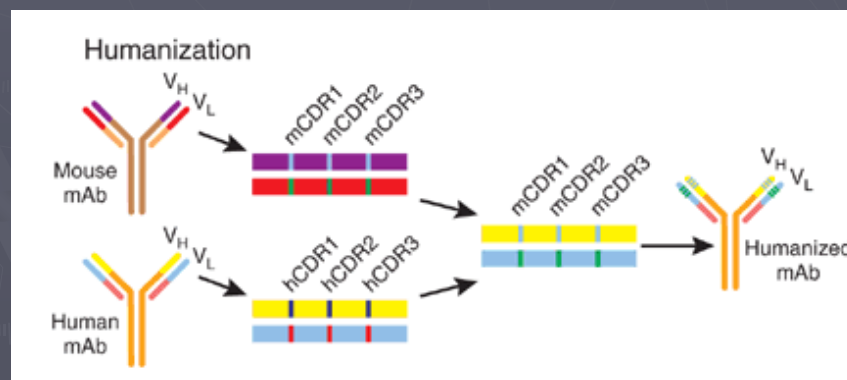 Humanization
VH
VL
Mouse
mAb
mCDR1
mCDR2
mCDR3
VH
VL
Human
mAb
hCDR1
hCDR2
hCDR3
mCDR1
mCDR2
mCDR3
VH
VL
Humanized
mAb